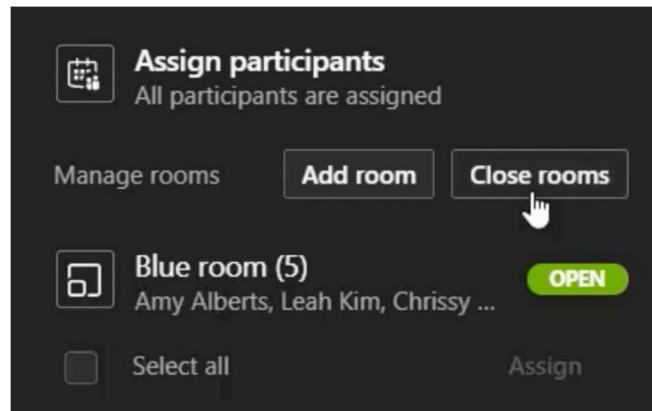 Assign participants
All participants are assigned
Manage rooms Add room Close rooms
Blue room (5)
OPEN
Amy Alberts, Leah Kim, Chrissy ...
Select all Assign